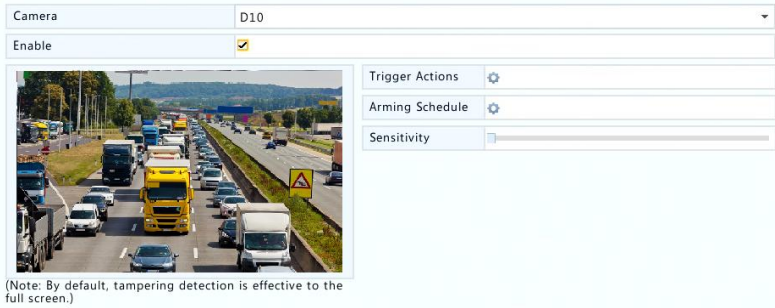 Camera
D10
Enable
Trigger Actions
Arming Schedule
Sensitivity
(Note: By default, tampering detection is effective to the
full screen.)